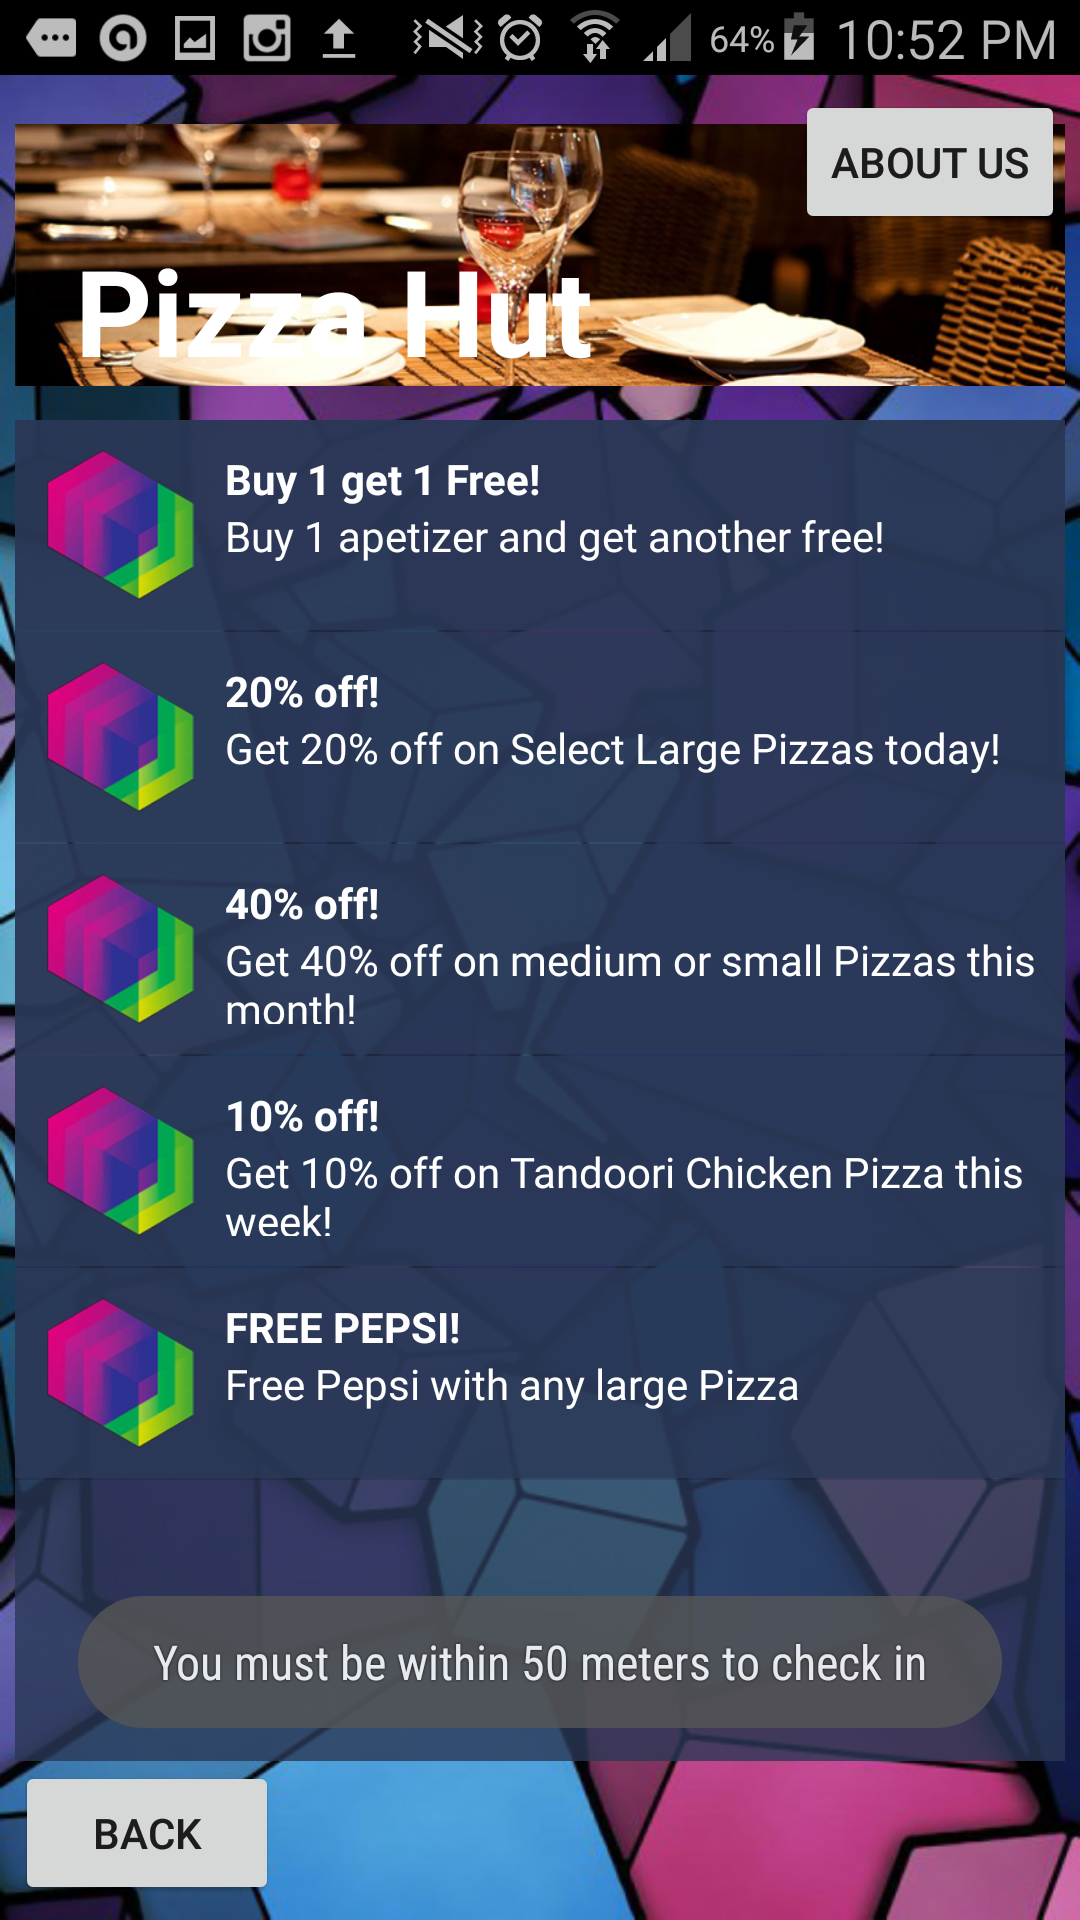 64% 10:52 PM
ABOUT US
Pizza Hut
Buy 1 get 1 Free!
Buy 1 apetizer and get another free!
20% off!
Get 20% off on Select Large Pizzas today!
40% off!
Get 40% off on medium or small Pizzas this
month!
10% off!
Get 10% off on Tandoori Chicken Pizza this
week!
FREE PEPSI!
Free Pepsi with any large Pizza
You must be within 50 meters to check in
BACK